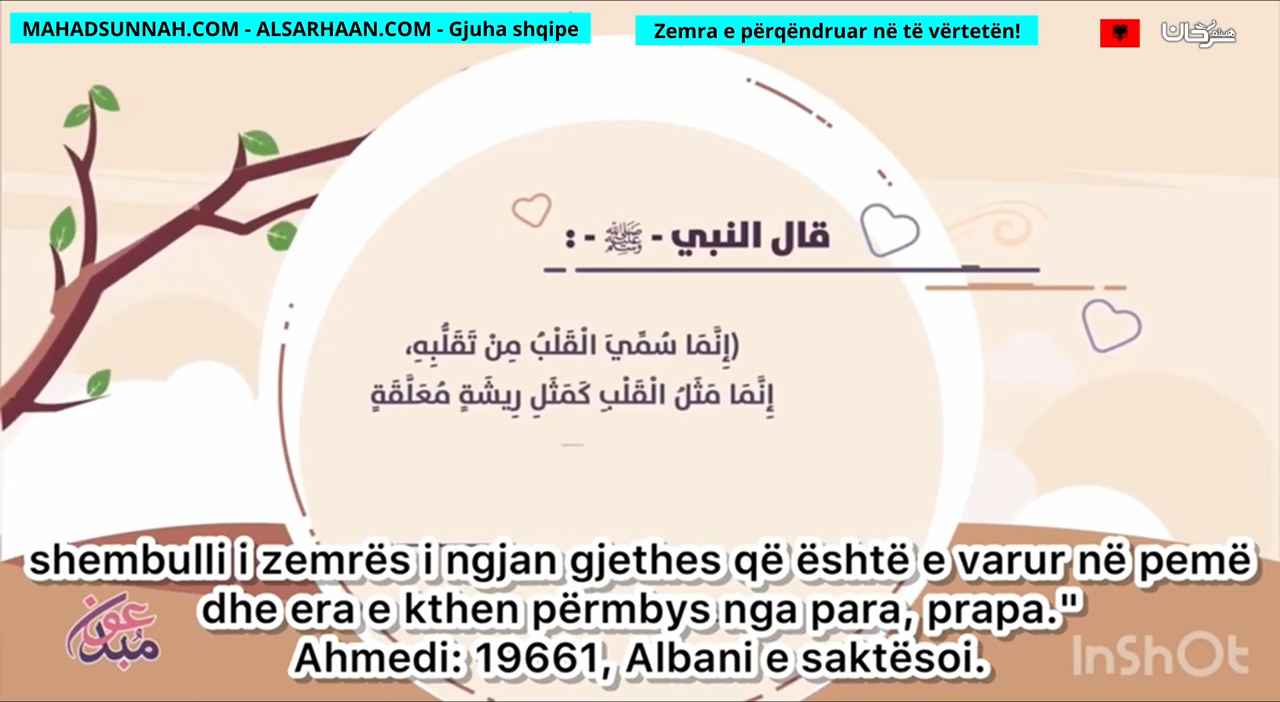 MAHADSUNNAH.COM - ALSARHAAN.COM - Gjuha shqipe
Zemra e përqëndruar në të vërtetën!
قال النبي - ﷺ - :
(إِنَّمَا سُمِّيَ الْقَلْبُ مِنْ تَقَلُّبِهِ،
إِنَّمَا مَثَلُ الْقَلْبِ كَمَثَلِ رِيشَةٍ مُعَلَّقَةٍ
shembulli i zemrës i ngjan gjethes që është e varur në pemë
dhe era e kthen përmbys nga para, prapa."
Ahmedi: 19661, Albani e saktësoi.
مبدعون
InShOt